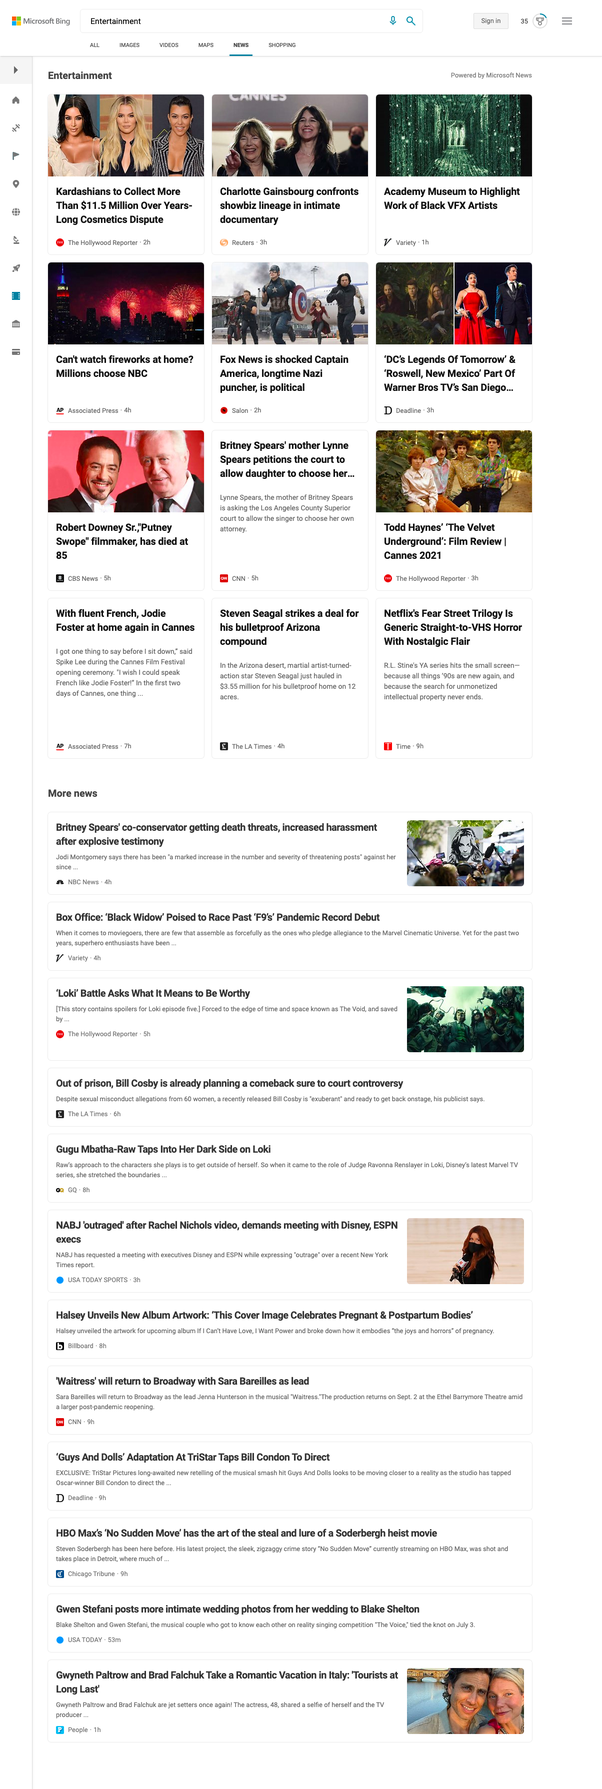 Microsoft Bing
Entertainment
Sign in
35
ALL
IMAGES
VIDEOS
MAPS
NEWS
SHOPPING
Entertainment
Powered by Microsoft News
CANNES
Kardashians to Collect More
Than $11.5 Million Over Years-
Long Cosmetics Dispute
The Hollywood Reporter · 2h
Charlotte Gainsbourg confronts
showbiz lineage in intimate
documentary
Reuters · 3h
Academy Museum to Highlight
Work of Black VFX Artists
Variety · 1h
Can't watch fireworks at home?
Millions choose NBC
AP
Associated Press · 4h
Fox News is shocked Captain
America, longtime Nazi
puncher, is political
Salon · 2h
'DC's Legends Of Tomorrow' &
'Roswell, New Mexico' Part Of
Warner Bros TV's San Diego...
Deadline · 3h
Robert Downey Sr.,"Putney
Swope" filmmaker, has died at
85
CBS News · 5h
Britney Spears' mother Lynne
Spears petitions the court to
allow daughter to choose her...
Lynne Spears, the mother of Britney Spears
is asking the Los Angeles County Superior
court to allow the singer to choose her own
attorney.
CNN · 5h
Todd Haynes' 'The Velvet
Underground': Film Review |
Cannes 2021
The Hollywood Reporter · 3h
With fluent French, Jodie
Foster at home again in Cannes
I got one thing to say before I sit down," said
Spike Lee during the Cannes Film Festival
opening ceremony. "I wish I could speak
French like Jodie Foster!" In the first two
days of Cannes, one thing ...
AP
Associated Press · 7h
Steven Seagal strikes a deal for
his bulletproof Arizona
compound
In the Arizona desert, martial artist-turned-
action star Steven Seagal just hauled in
$3.55 million for his bulletproof home on 12
acres.
The LA Times · 4h
Netflix's Fear Street Trilogy Is
Generic Straight-to-VHS Horror
With Nostalgic Flair
R.L. Stine's YA series hits the small screen—
because all things '90s are new again, and
because the search for unmonetized
intellectual property never ends.
Time · 9h
More news
Britney Spears' co-conservator getting death threats, increased harassment
after explosive testimony
Jodi Montgomery says there has been "a marked increase in the number and severity of threatening posts" against her
since ...
NBC News · 4h
Box Office: 'Black Widow' Poised to Race Past 'F9's' Pandemic Record Debut
When it comes to moviegoers, there are few that assemble as forcefully as the ones who pledge allegiance to the Marvel Cinematic Universe. Yet for the past two
years, superhero enthusiasts have been ...
Variety · 4h
'Loki' Battle Asks What It Means to Be Worthy
[This story contains spoilers for Loki episode five.] Forced to the edge of time and space known as The Void, and saved
by ...
The Hollywood Reporter · 5h
Out of prison, Bill Cosby is already planning a comeback sure to court controversy
Despite sexual misconduct allegations from 60 women, a recently released Bill Cosby is "exuberant" and ready to get back onstage, his publicist says.
The LA Times · 6h
Gugu Mbatha-Raw Taps Into Her Dark Side on Loki
Raw's approach to the characters she plays is to get outside of herself. So when it came to the role of Judge Ravonna Renslayer in Loki, Disney's latest Marvel TV
series, she stretched the boundaries ...
GQ · 8h
NABJ 'outraged' after Rachel Nichols video, demands meeting with Disney, ESPN
execs
NABJ has requested a meeting with executives Disney and ESPN while expressing "outrage" over a recent New York
Times report.
USA TODAY SPORTS · 3h
Halsey Unveils New Album Artwork: 'This Cover Image Celebrates Pregnant & Postpartum Bodies'
Halsey unveiled the artwork for upcoming album If I Can't Have Love, I Want Power and broke down how it embodies "the joys and horrors" of pregnancy.
Billboard · 8h
'Waitress' will return to Broadway with Sara Bareilles as lead
Sara Bareilles will return to Broadway as the lead Jenna Hunterson in the musical "Waitress."The production returns on Sept. 2 at the Ethel Barrymore Theatre amid
a larger post-pandemic reopening.
CNN · 9h
'Guys And Dolls' Adaptation At TriStar Taps Bill Condon To Direct
EXCLUSIVE: TriStar Pictures long-awaited new retelling of the musical smash hit Guys And Dolls looks to be moving closer to a reality as the studio has tapped
Oscar-winner Bill Condon to direct the ...
Deadline · 9h
HBO Max's 'No Sudden Move' has the art of the steal and lure of a Soderbergh heist movie
Steven Soderbergh has been here before. His latest project, the sleek, zigzaggy crime story "No Sudden Move" currently streaming on HBO Max, was shot and
takes place in Detroit, where much of ...
Chicago Tribune · 9h
Gwen Stefani posts more intimate wedding photos from her wedding to Blake Shelton
Blake Shelton and Gwen Stefani, the musical couple who got to know each other on reality singing competition "The Voice," tied the knot on July 3.
USA TODAY · 53m
Gwyneth Paltrow and Brad Falchuk Take a Romantic Vacation in Italy: 'Tourists at
Long Last'
Gwyneth Paltrow and Brad Falchuk are jet setters once again! The actress, 48, shared a selfie of herself and the TV
producer ...
People · 1h